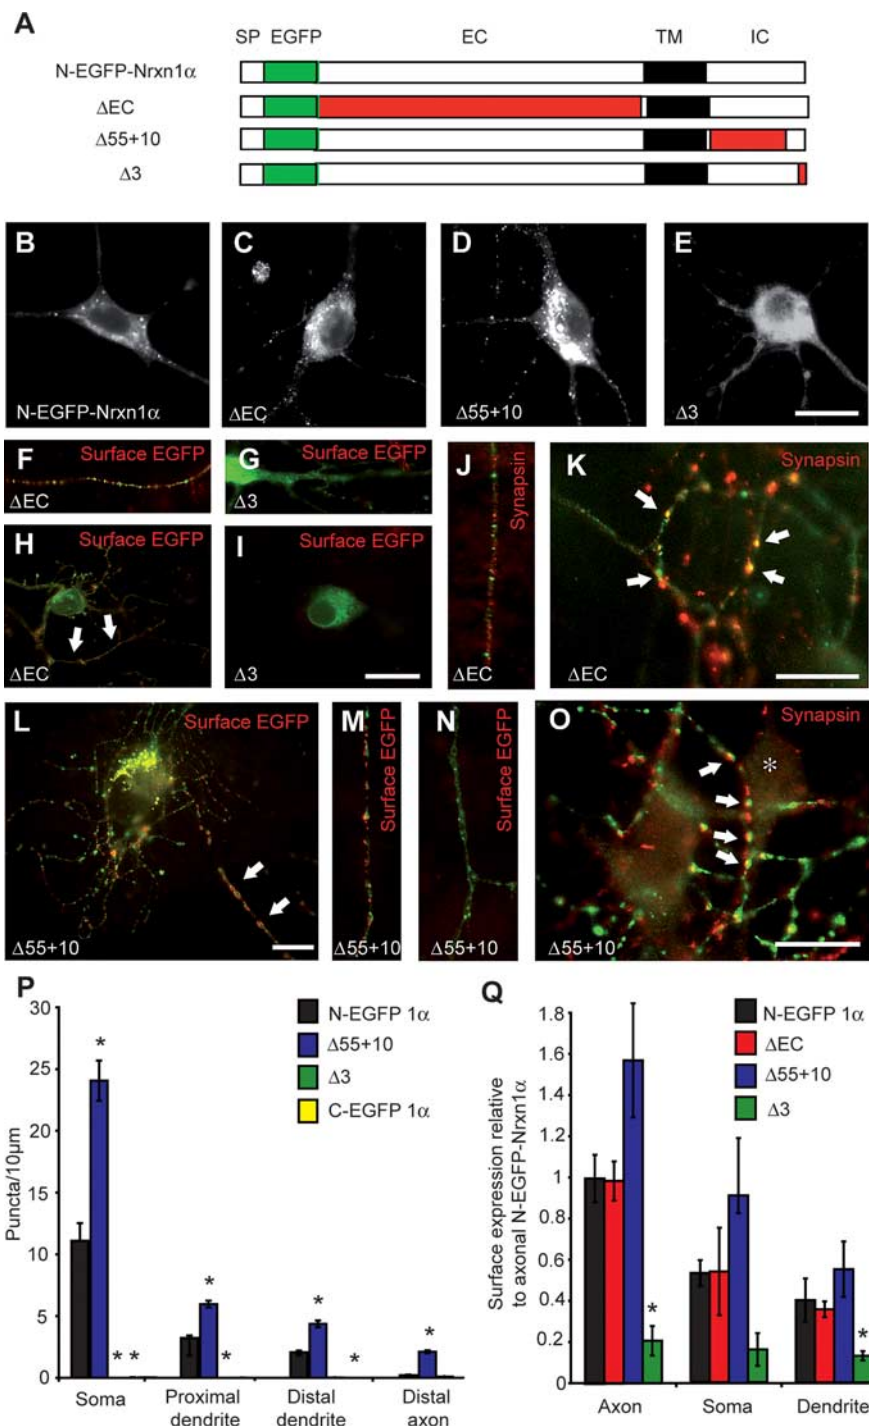 A
SP EGFP EC TM IC
N-EGFP-Nrxn1α
ΔEC
Δ55+10
Δ3
B
N-EGFP-Nrxn1α
C
ΔEC
D
Δ55+10
E
Δ3
F
Surface EGFP
ΔEC
G
Surface EGFP
Δ3
H
Surface EGFP
ΔEC
I
Surface EGFP
Δ3
J
Synapsin
ΔEC
K
Synapsin
ΔEC
L
Surface EGFP
Δ55+10
M
Surface EGFP
Δ55+10
N
Surface EGFP
Δ55+10
O
Synapsin
*
Δ55+10
P
Puncta/10μm
30
25
20
15
10
5
0
N-EGFP 1α
Δ55+10
Δ3
C-EGFP 1α
*
* *
*
*
*
*
*
Soma
Proximal
dendrite
Distal
dendrite
Distal
axon
Q
Surface expression relative
to axonal N-EGFP-Nrxn1α
1.8
1.6
1.4
1.2
1
0.8
0.6
0.4
0.2
0
N-EGFP 1α
ΔEC
Δ55+10
Δ3
*
*
Axon
Soma
Dendrite